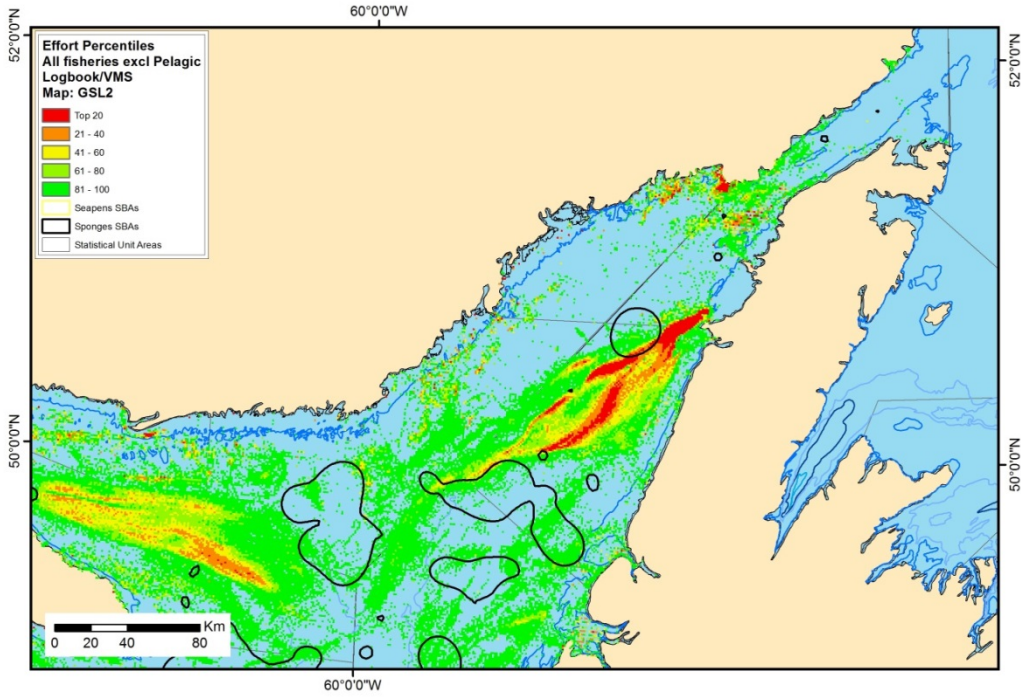 60°0'0"W
52°0'0"N
52°0'0"N
Effort Percentiles
All fisheries excl Pelagic
Logbook/VMS
Map: GSL2
Top 20
21 - 40
41 - 60
61 - 80
81 - 100
Seapens SBAs
Sponges SBAs
Statistical Unit Areas
50°0'0"N
50°0'0"N
Km
0 20 40 80
60°0'0"W